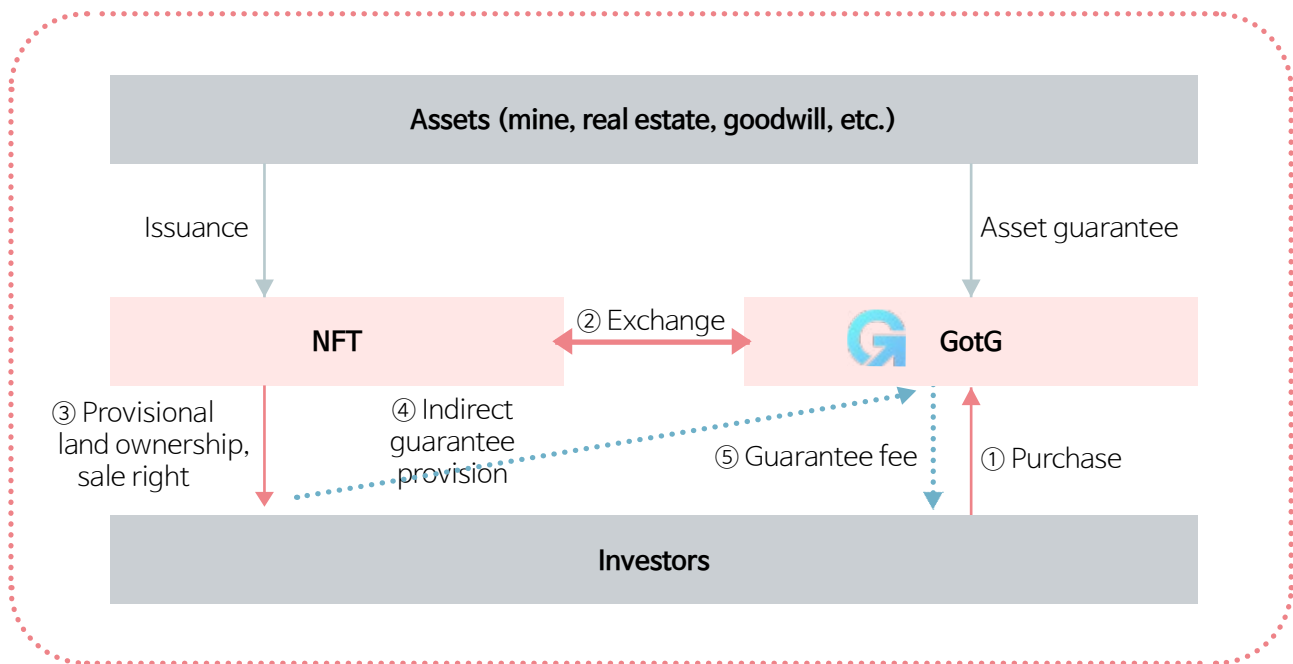 Assets (mine, real estate, goodwill, etc.)
Issuance
Asset guarantee
NFT
② Exchange
GotG
③ Provisional
land ownership,
sale right
④ Indirect
guarantee
provision
⑤ Guarantee fee
① Purchase
Investors